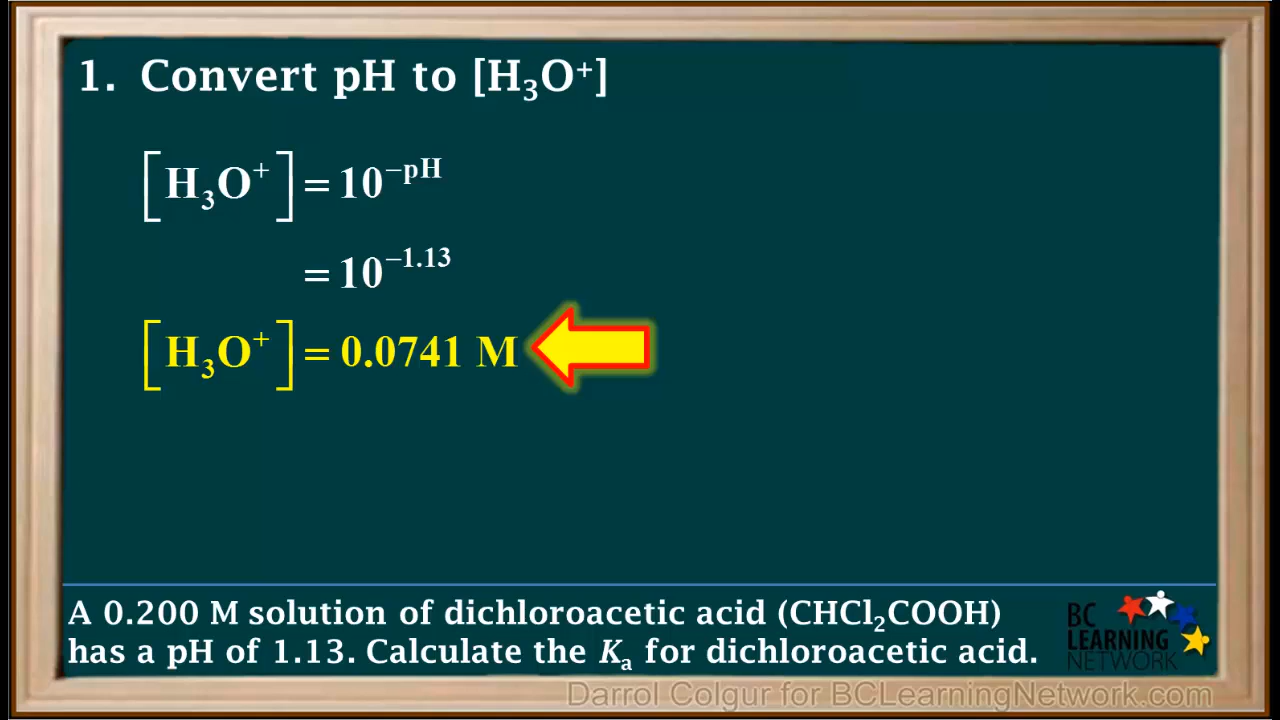 1. Convert pH to [H₃O⁺]
[H₃O⁺] = 10⁻ᵖᴴ
= 10⁻¹·¹³
[H₃O⁺] = 0.0741 M
A 0.200 M solution of dichloroacetic acid (CHCl₂COOH)
has a pH of 1.13. Calculate the Kₐ for dichloroacetic acid.
BC
LEARNING
NETWORK
Darrol Colgur for BCLearningNetwork.com